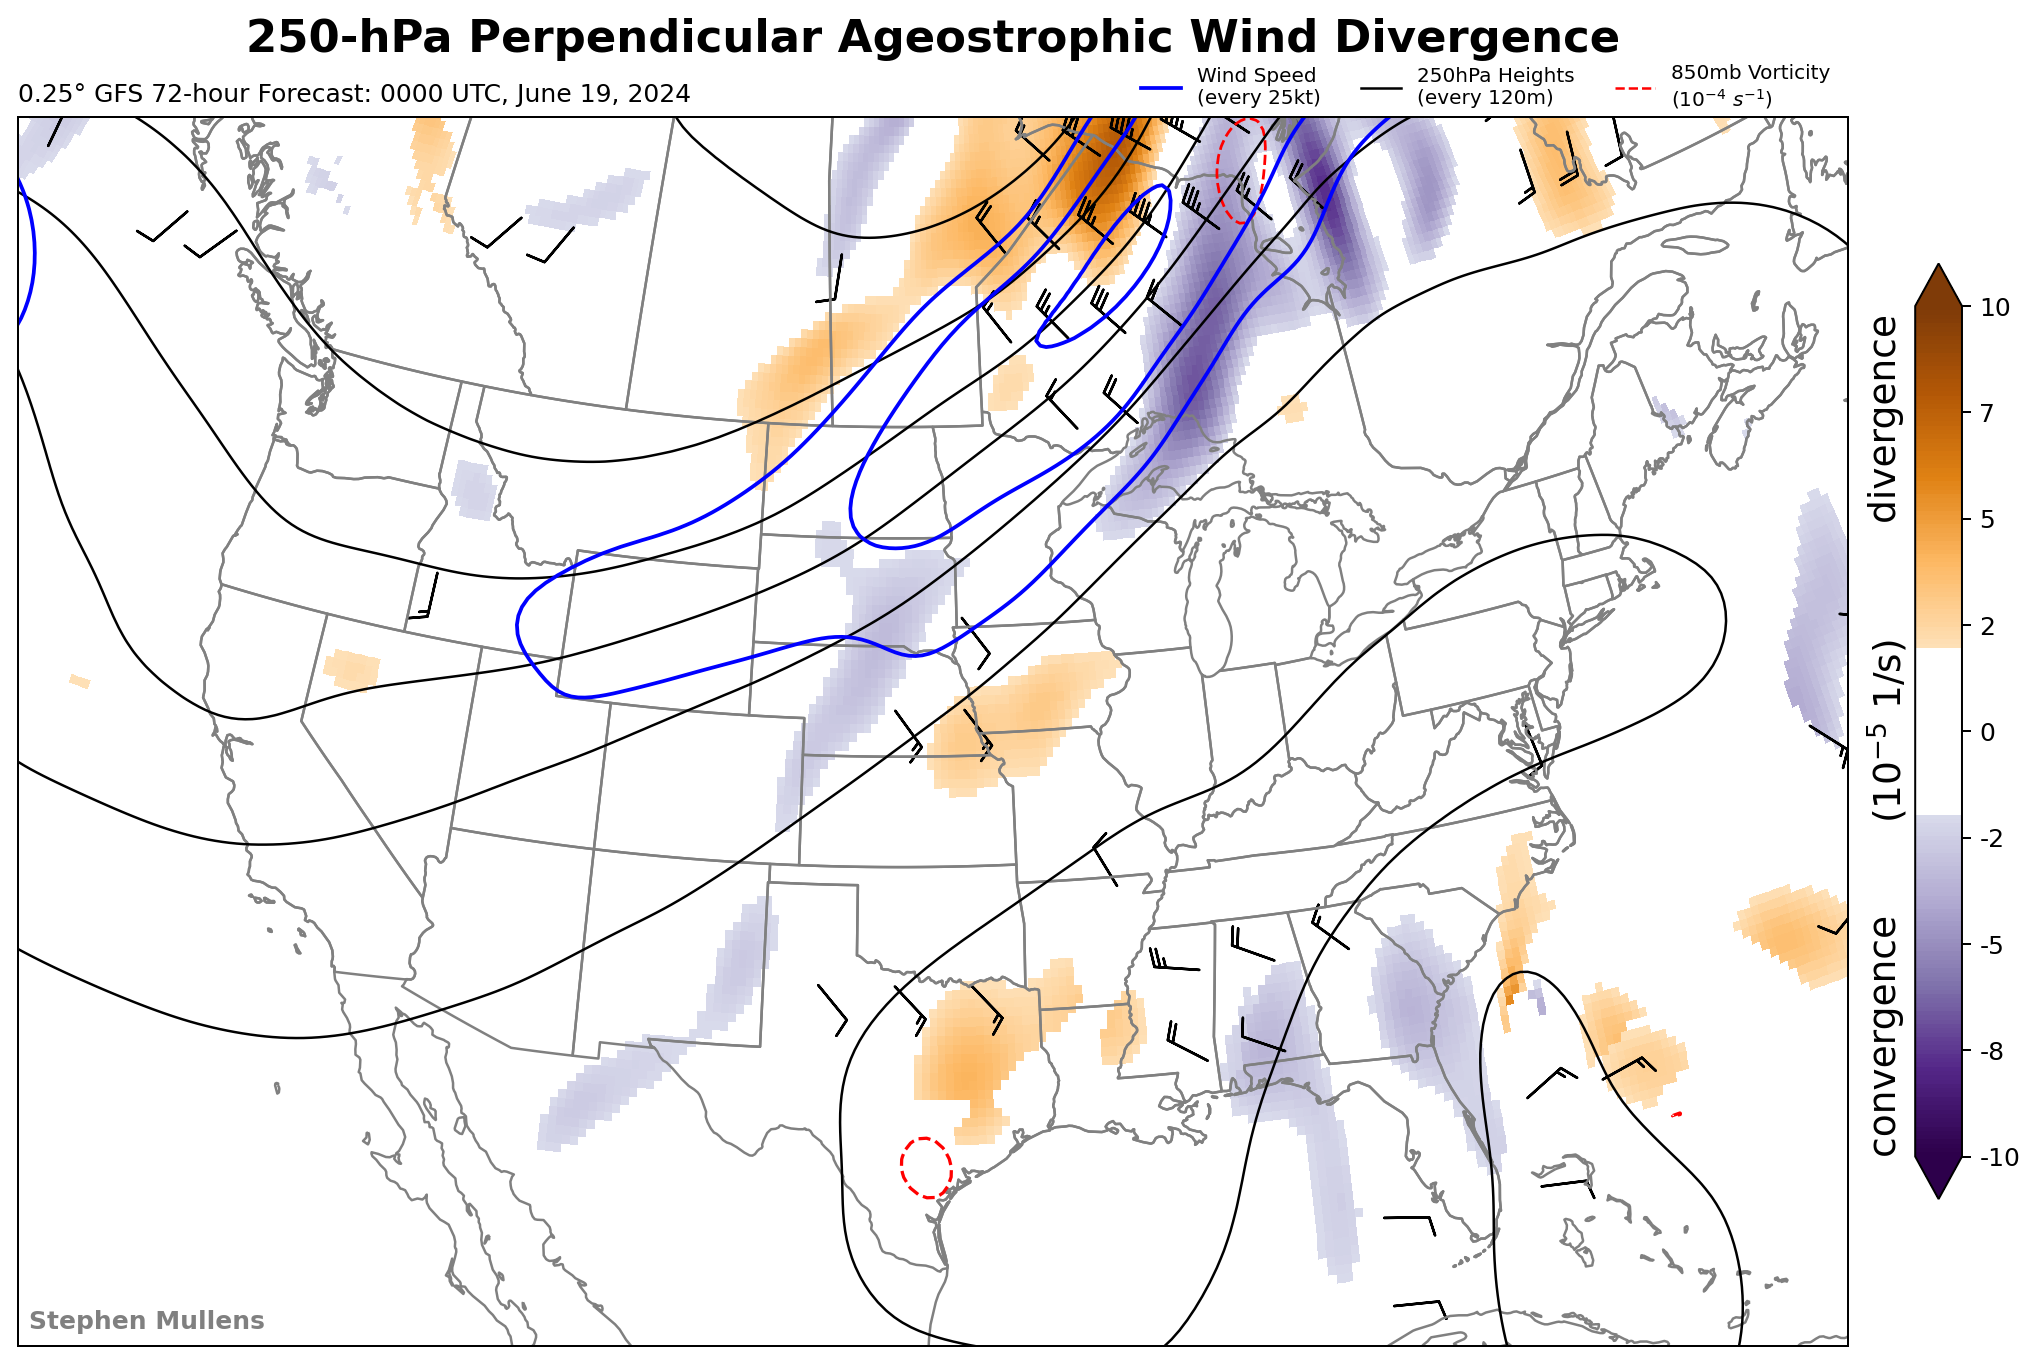 250-hPa Perpendicular Ageostrophic Wind Divergence
0.25° GFS 72-hour Forecast: 0000 UTC, June 19, 2024
Wind Speed
(every 25kt)
250hPa Heights
(every 120m)
850mb Vorticity
(10⁻⁴ s⁻¹)
10
7
5
2
0
-2
-5
-8
-10
convergence (10⁻⁵ 1/s) divergence
Stephen Mullens